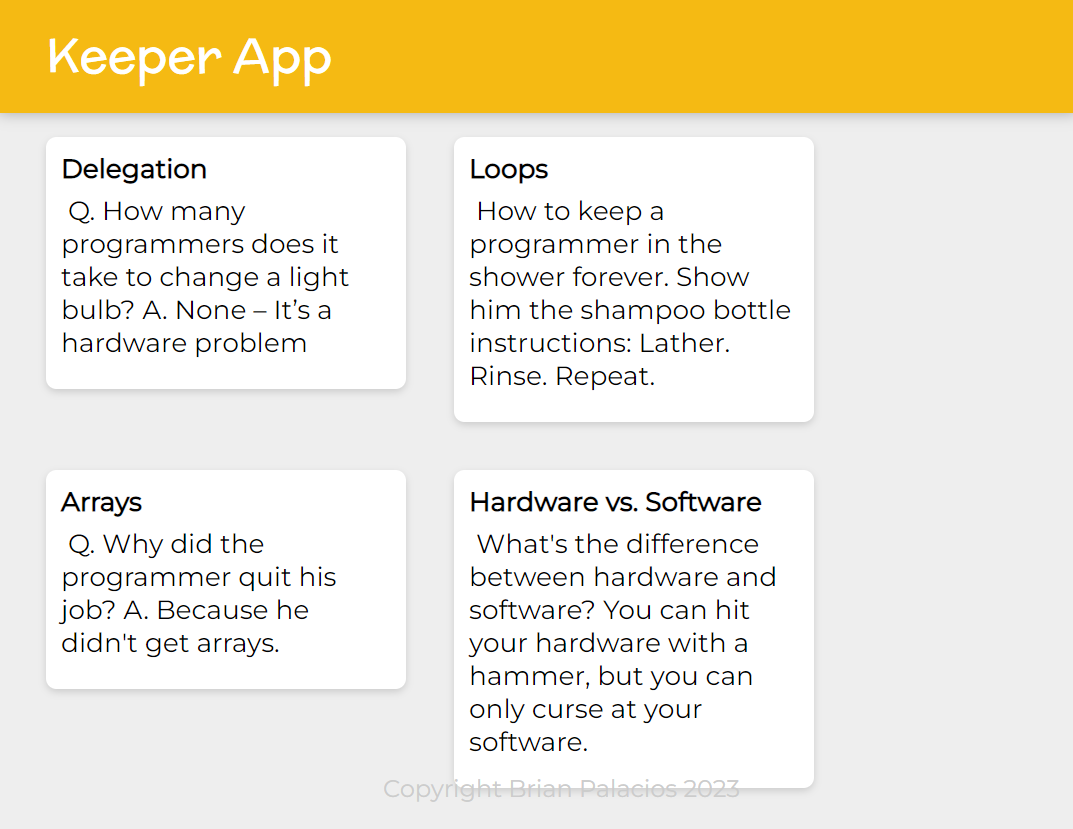 Keeper App
Delegation
Q. How many
programmers does it
take to change a light
bulb? A. None – It’s a
hardware problem
Loops
How to keep a
programmer in the
shower forever. Show
him the shampoo bottle
instructions: Lather.
Rinse. Repeat.
Arrays
Q. Why did the
programmer quit his
job? A. Because he
didn't get arrays.
Hardware vs. Software
What's the difference
between hardware and
software? You can hit
your hardware with a
hammer, but you can
only curse at your
software.
Copyright Brian Palacios 2023